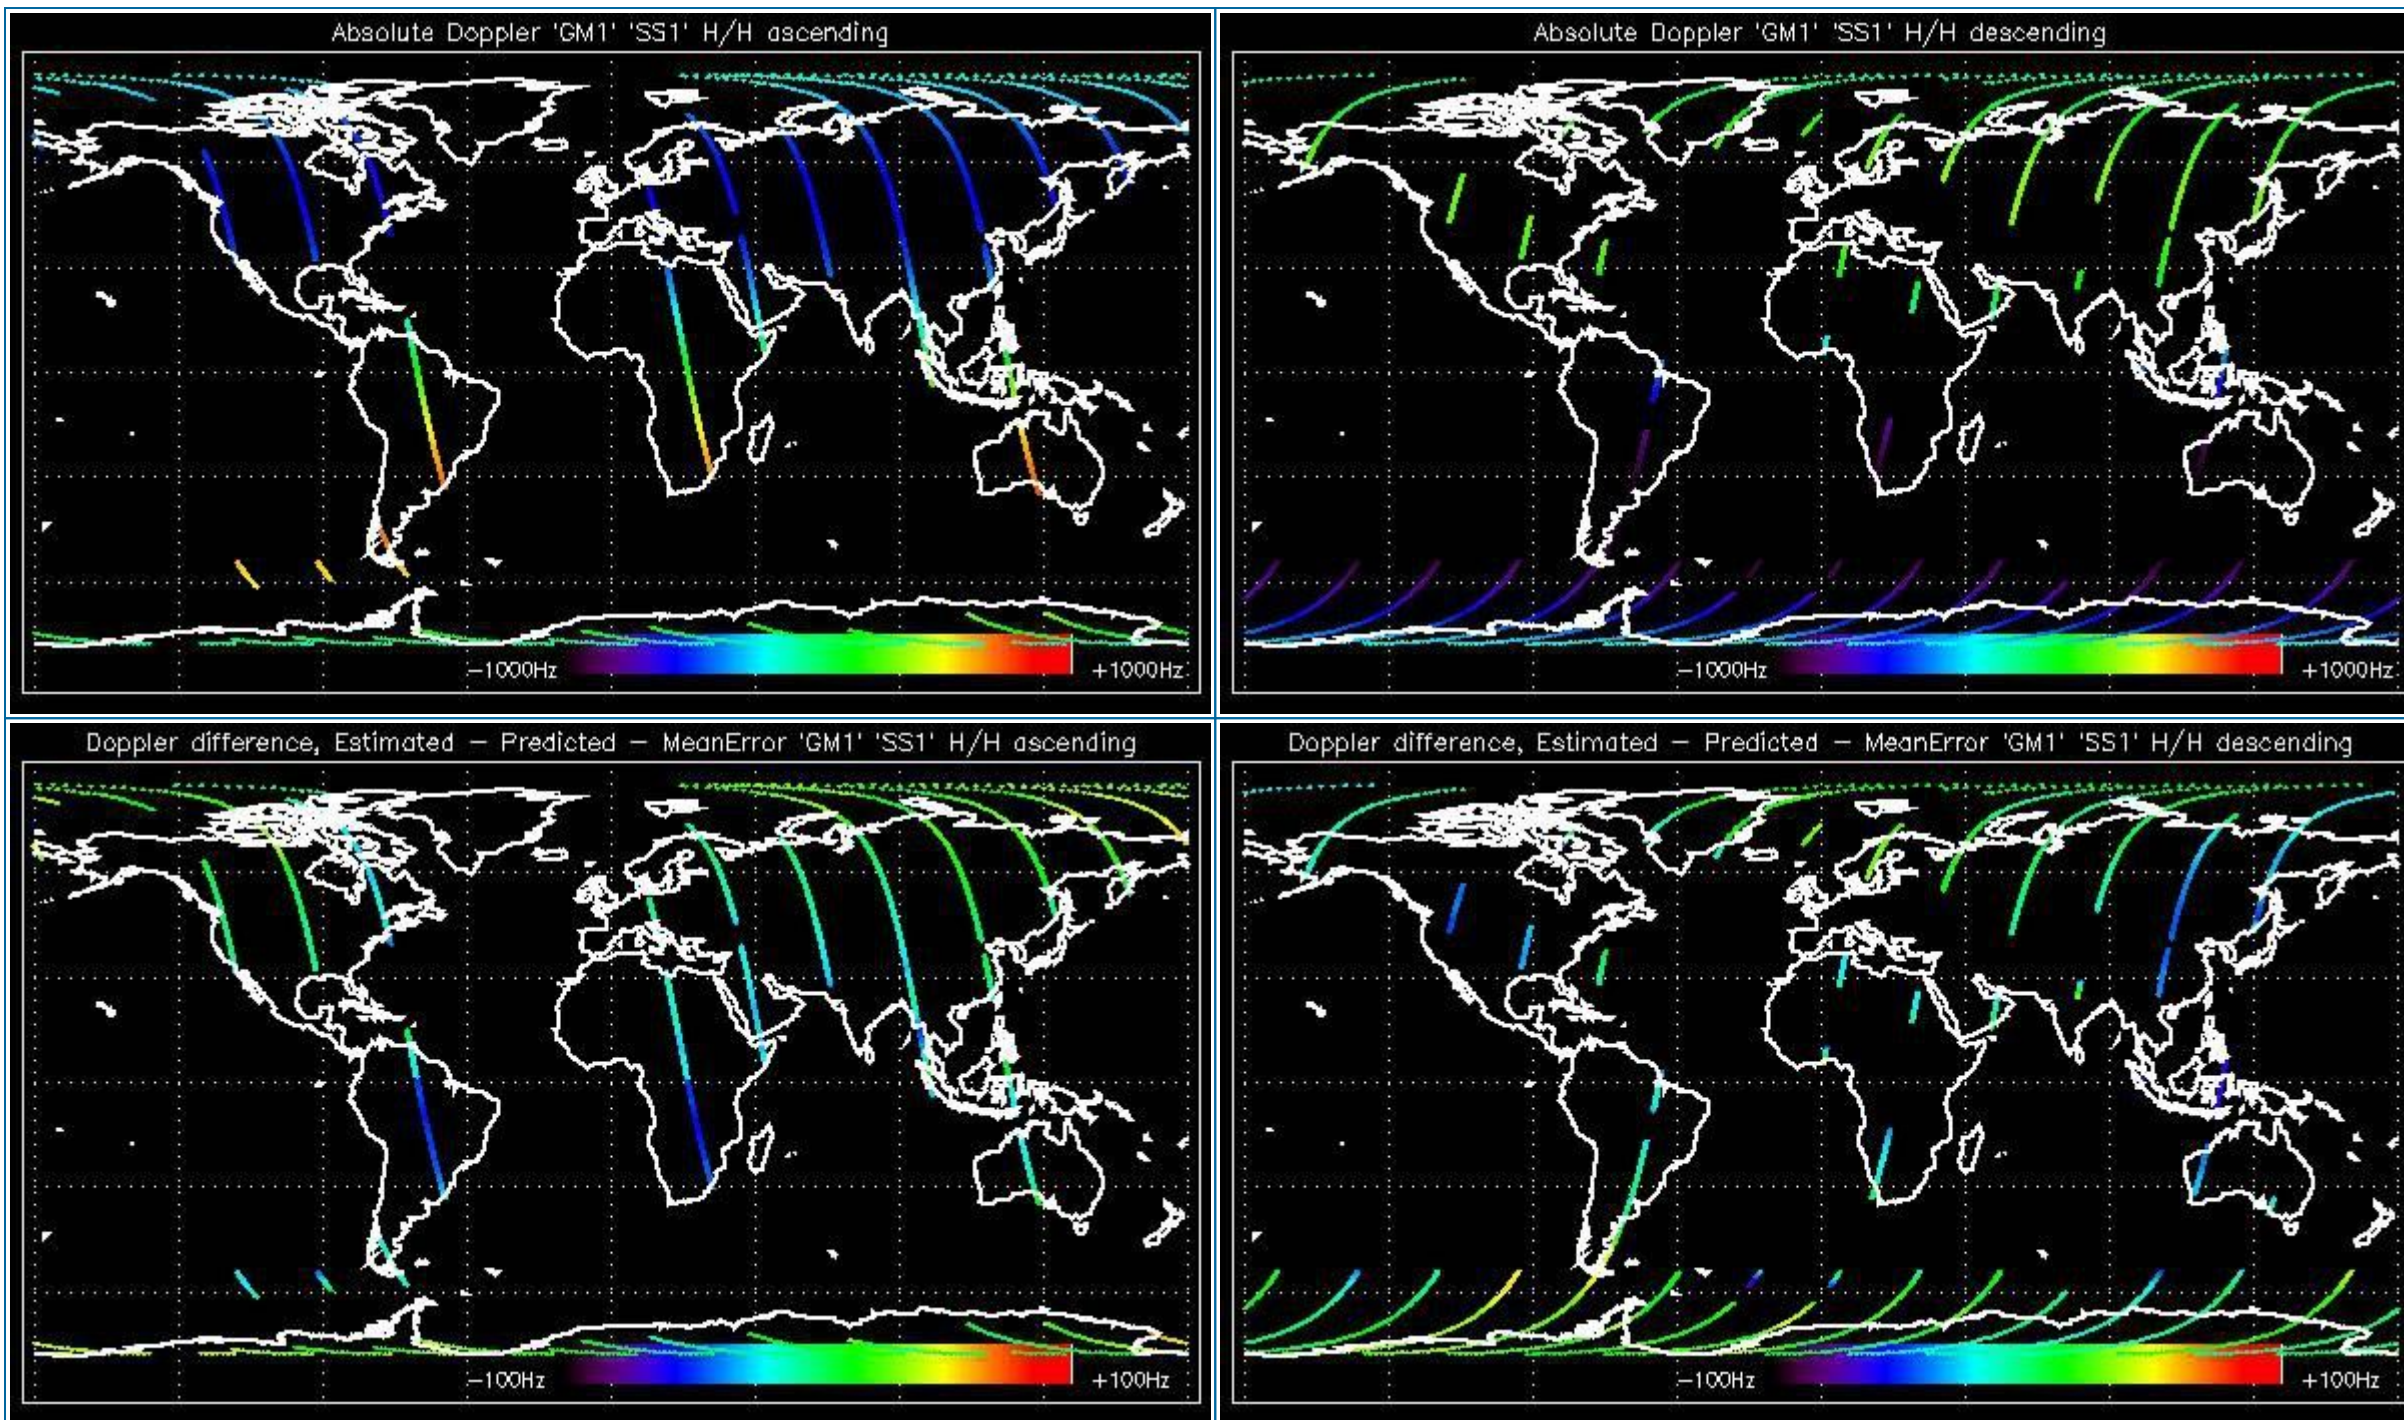 Absolute Doppler 'GM1' 'SS1' H/H ascending
−1000Hz
+1000Hz
Absolute Doppler 'GM1' 'SS1' H/H descending
−1000Hz
+1000Hz
Doppler difference, Estimated − Predicted − MeanError 'GM1' 'SS1' H/H ascending
−100Hz
+100Hz
Doppler difference, Estimated − Predicted − MeanError 'GM1' 'SS1' H/H descending
−100Hz
+100Hz